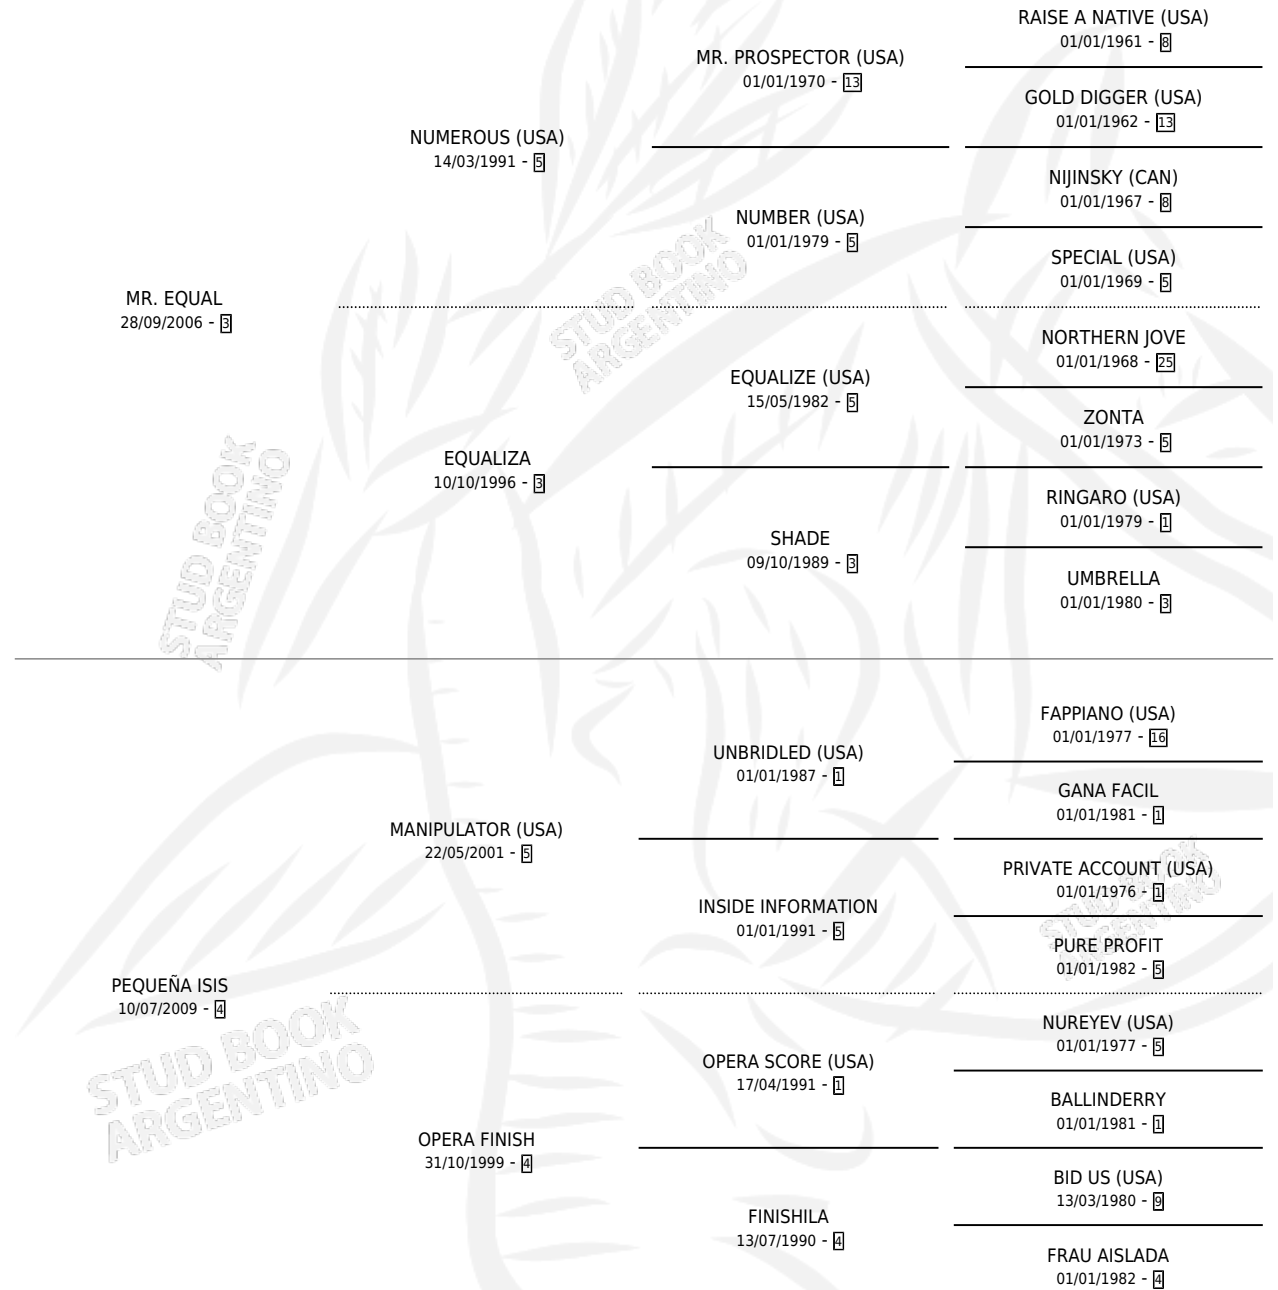 RAISE A NATIVE (USA)
01/01/1961 - 8
MR. PROSPECTOR (USA)
01/01/1970 - 13
GOLD DIGGER (USA)
01/01/1962 - 13
NUMEROUS (USA)
14/03/1991 - 5
NIJINSKY (CAN)
01/01/1967 - 8
NUMBER (USA)
01/01/1979 - 5
SPECIAL (USA)
01/01/1969 - 5
MR. EQUAL
28/09/2006 - 3
NORTHERN JOVE
01/01/1968 - 25
EQUALIZE (USA)
15/05/1982 - 5
ZONTA
01/01/1973 - 5
EQUALIZA
10/10/1996 - 3
RINGARO (USA)
01/01/1979 - 1
SHADE
09/10/1989 - 3
UMBRELLA
01/01/1980 - 3
FAPPIANO (USA)
01/01/1977 - 16
UNBRIDLED (USA)
01/01/1987 - 1
GANA FACIL
01/01/1981 - 1
MANIPULATOR (USA)
22/05/2001 - 5
PRIVATE ACCOUNT (USA)
01/01/1976 - 1
INSIDE INFORMATION
01/01/1991 - 5
PURE PROFIT
01/01/1982 - 5
PEQUEÑA ISIS
10/07/2009 - 4
NUREYEV (USA)
01/01/1977 - 5
OPERA SCORE (USA)
17/04/1991 - 1
BALLINDERRY
01/01/1981 - 1
OPERA FINISH
31/10/1999 - 4
BID US (USA)
13/03/1980 - 9
FINISHILA
13/07/1990 - 4
FRAU AISLADA
01/01/1982 - 4
STUD BOOK
ARGENTINO
STUD BOOK
ARGENTINO
STUD BOOK
ARGENTINO
STUD BOOK
ARGENTINO